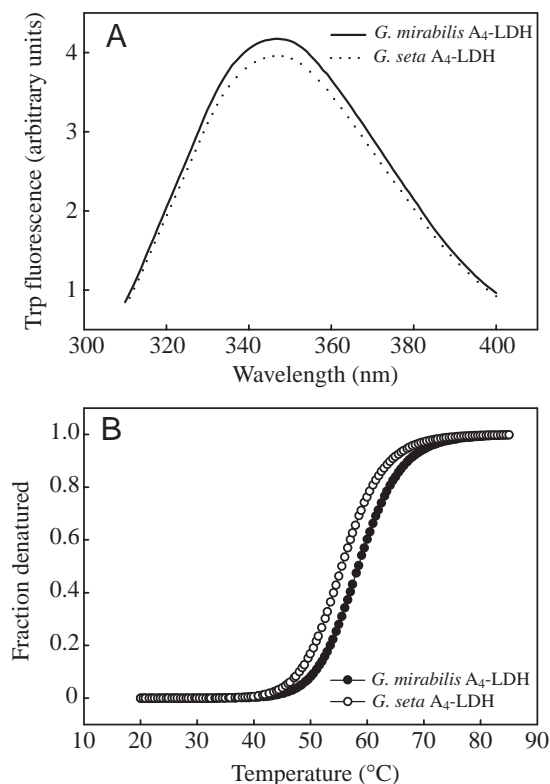 A
G. mirabilis A4-LDH
G. seta A4-LDH
Trp fluorescence (arbitrary units)
4
3
2
1
300 320 340 360 380 400
Wavelength (nm)
B
1.0
0.8
0.6
0.4
0.2
0
Fraction denatured
G. mirabilis A4-LDH
G. seta A4-LDH
10 20 30 40 50 60 70 80 90
Temperature (°C)